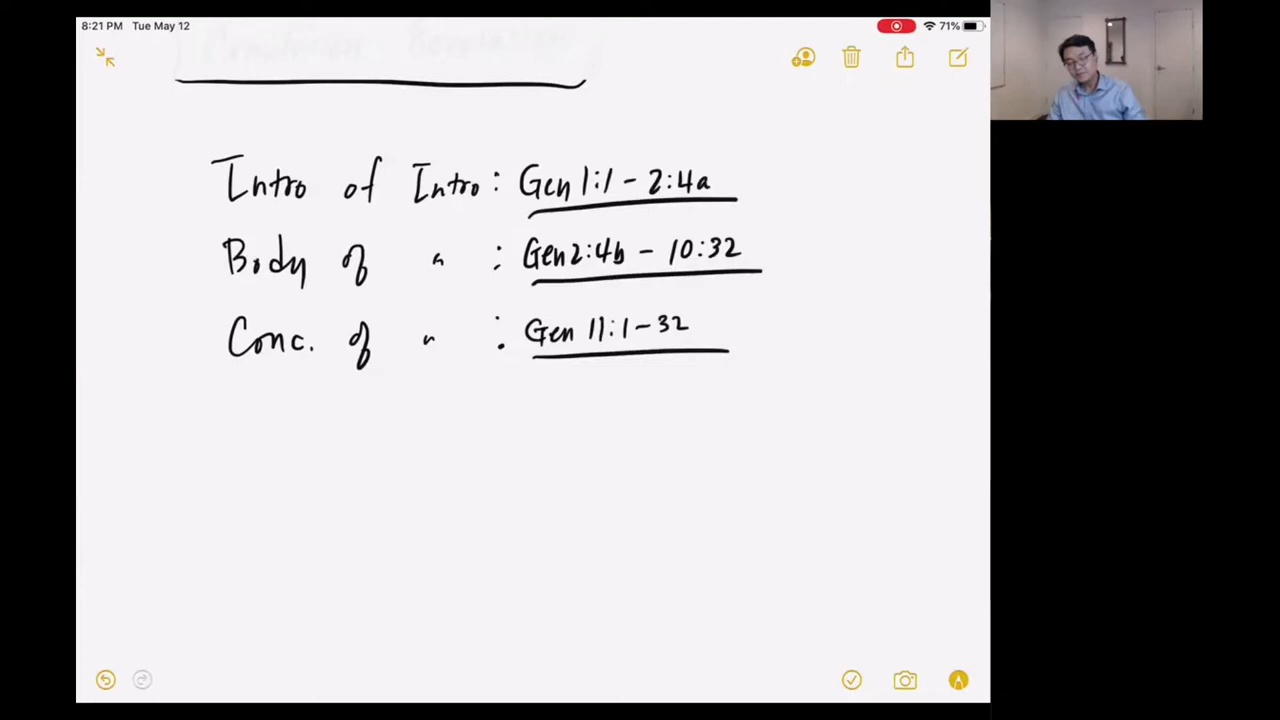 8:21 PM Tue May 12 71%
Intro of Intro: Gen 1:1 - 2:4a
Body of " : Gen 2:4b - 10:32
Conc. of " : Gen 11:1-32